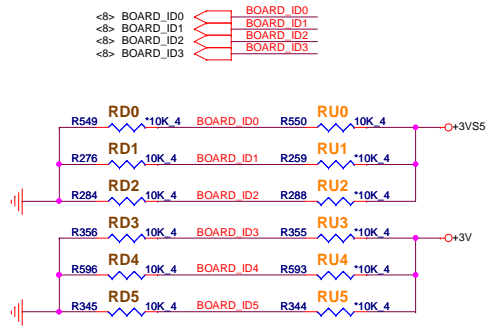 <8> BOARD_ID0 BOARD_ID0
<8> BOARD_ID1 BOARD_ID1
<8> BOARD_ID2 BOARD_ID2
<8> BOARD_ID3 BOARD_ID3
RD0 RU0
R549 *10K_4 BOARD_ID0 R550 10K_4 +3VS5
RD1 RU1
R276 10K_4 BOARD_ID1 R259 *10K_4
RD2 RU2
R284 10K_4 BOARD_ID2 R288 *10K_4
RD3 RU3
R356 *10K_4 BOARD_ID3 R355 10K_4 +3V
RD4 RU4
R596 10K_4 BOARD_ID4 R593 *10K_4
RD5 RU5
R345 10K_4 BOARD_ID5 R344 *10K_4